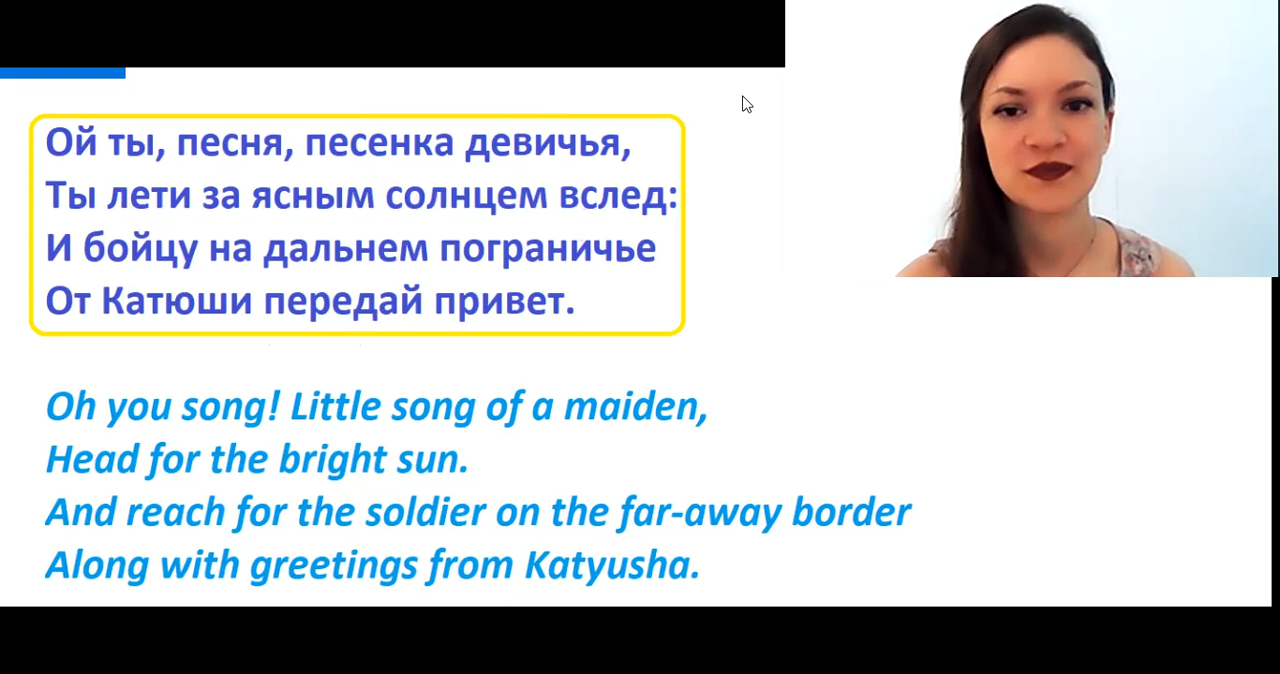 Ой ты, песня, песенка девичья,
Ты лети за ясным солнцем вслед:
И бойцу на дальнем пограничье
От Катюши передай привет.
Oh you song! Little song of a maiden,
Head for the bright sun.
And reach for the soldier on the far-away border
Along with greetings from Katyusha.